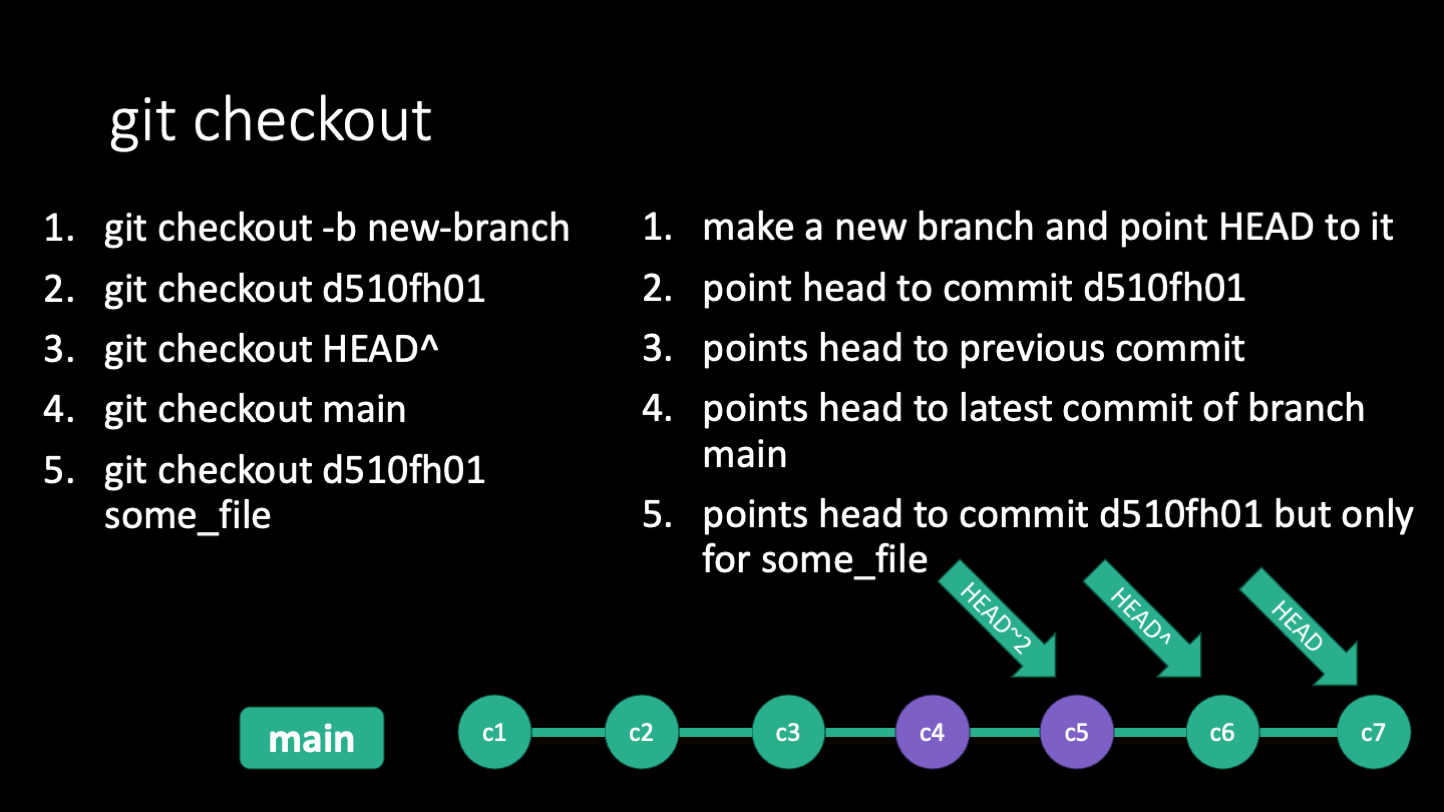 git checkout
1. git checkout -b new-branch
2. git checkout d510fh01
3. git checkout HEAD^
4. git checkout main
5. git checkout d510fh01
some_file
1. make a new branch and point HEAD to it
2. point head to commit d510fh01
3. points head to previous commit
4. points head to latest commit of branch
main
5. points head to commit d510fh01 but only
for some_file
HEAD~2
HEAD^
HEAD
main
c1
c2
c3
c4
c5
c6
c7